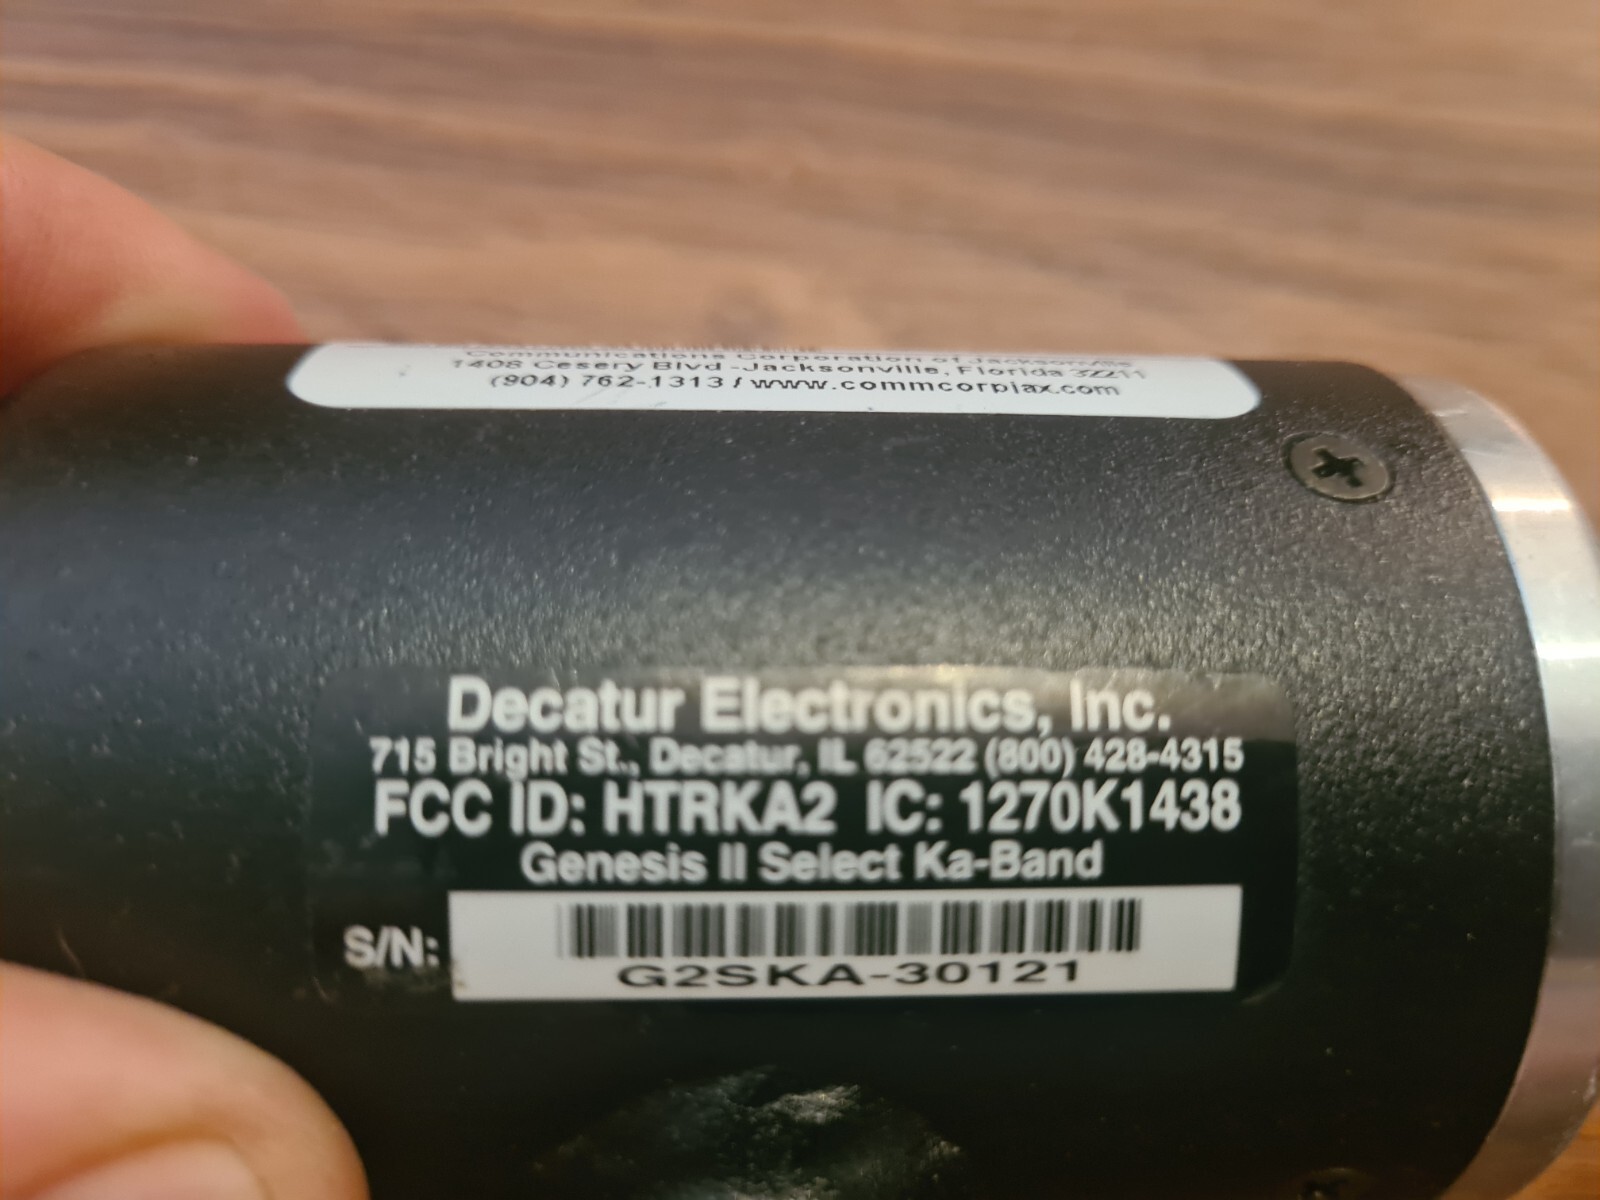 Communications Corporation of Jacksonville
1408 Cesery Blvd - Jacksonville, Florida 32211
(904) 762-1313 / www.commcorpjax.com
Decatur Electronics, Inc.
715 Bright St., Decatur, IL 62522 (800) 428-4315
FCC ID: HTRKA2 IC: 1270K1438
Genesis II Select Ka-Band
S/N:
G2SKA-30121